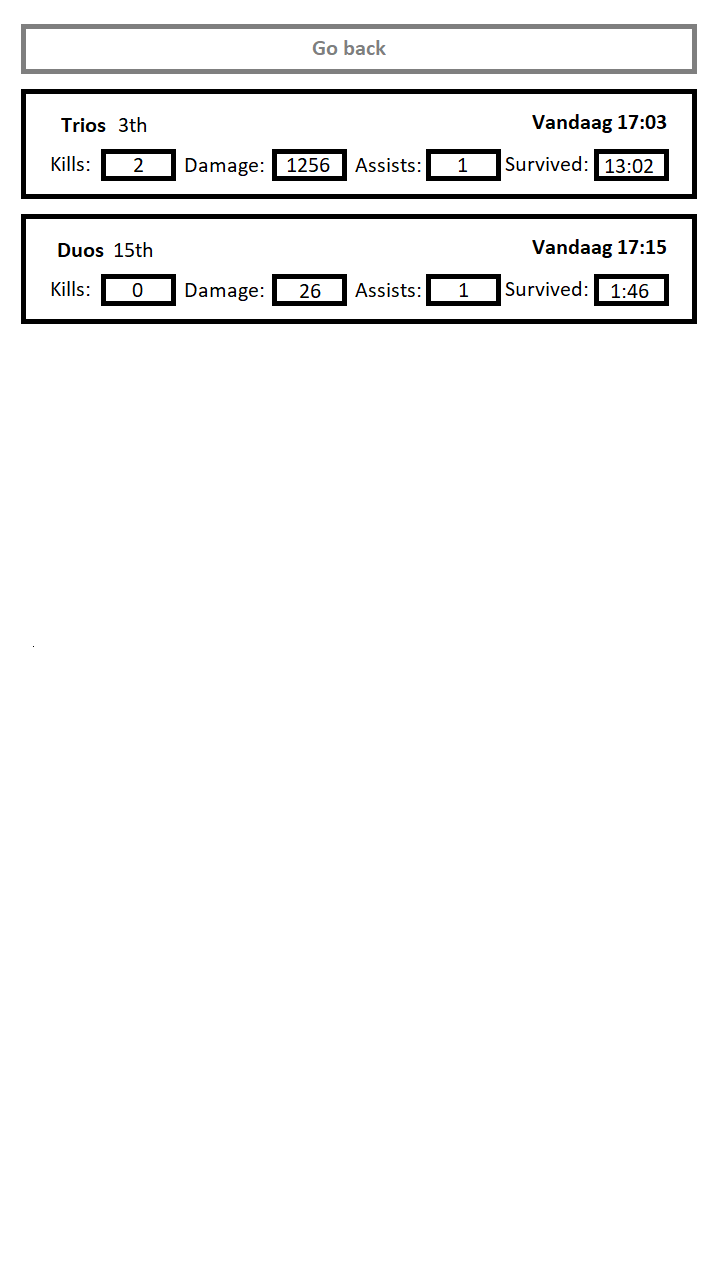 Go back
Trios 3th Vandaag 17:03
Kills: 2 Damage: 1256 Assists: 1 Survived: 13:02
Duos 15th Vandaag 17:15
Kills: 0 Damage: 26 Assists: 1 Survived: 1:46